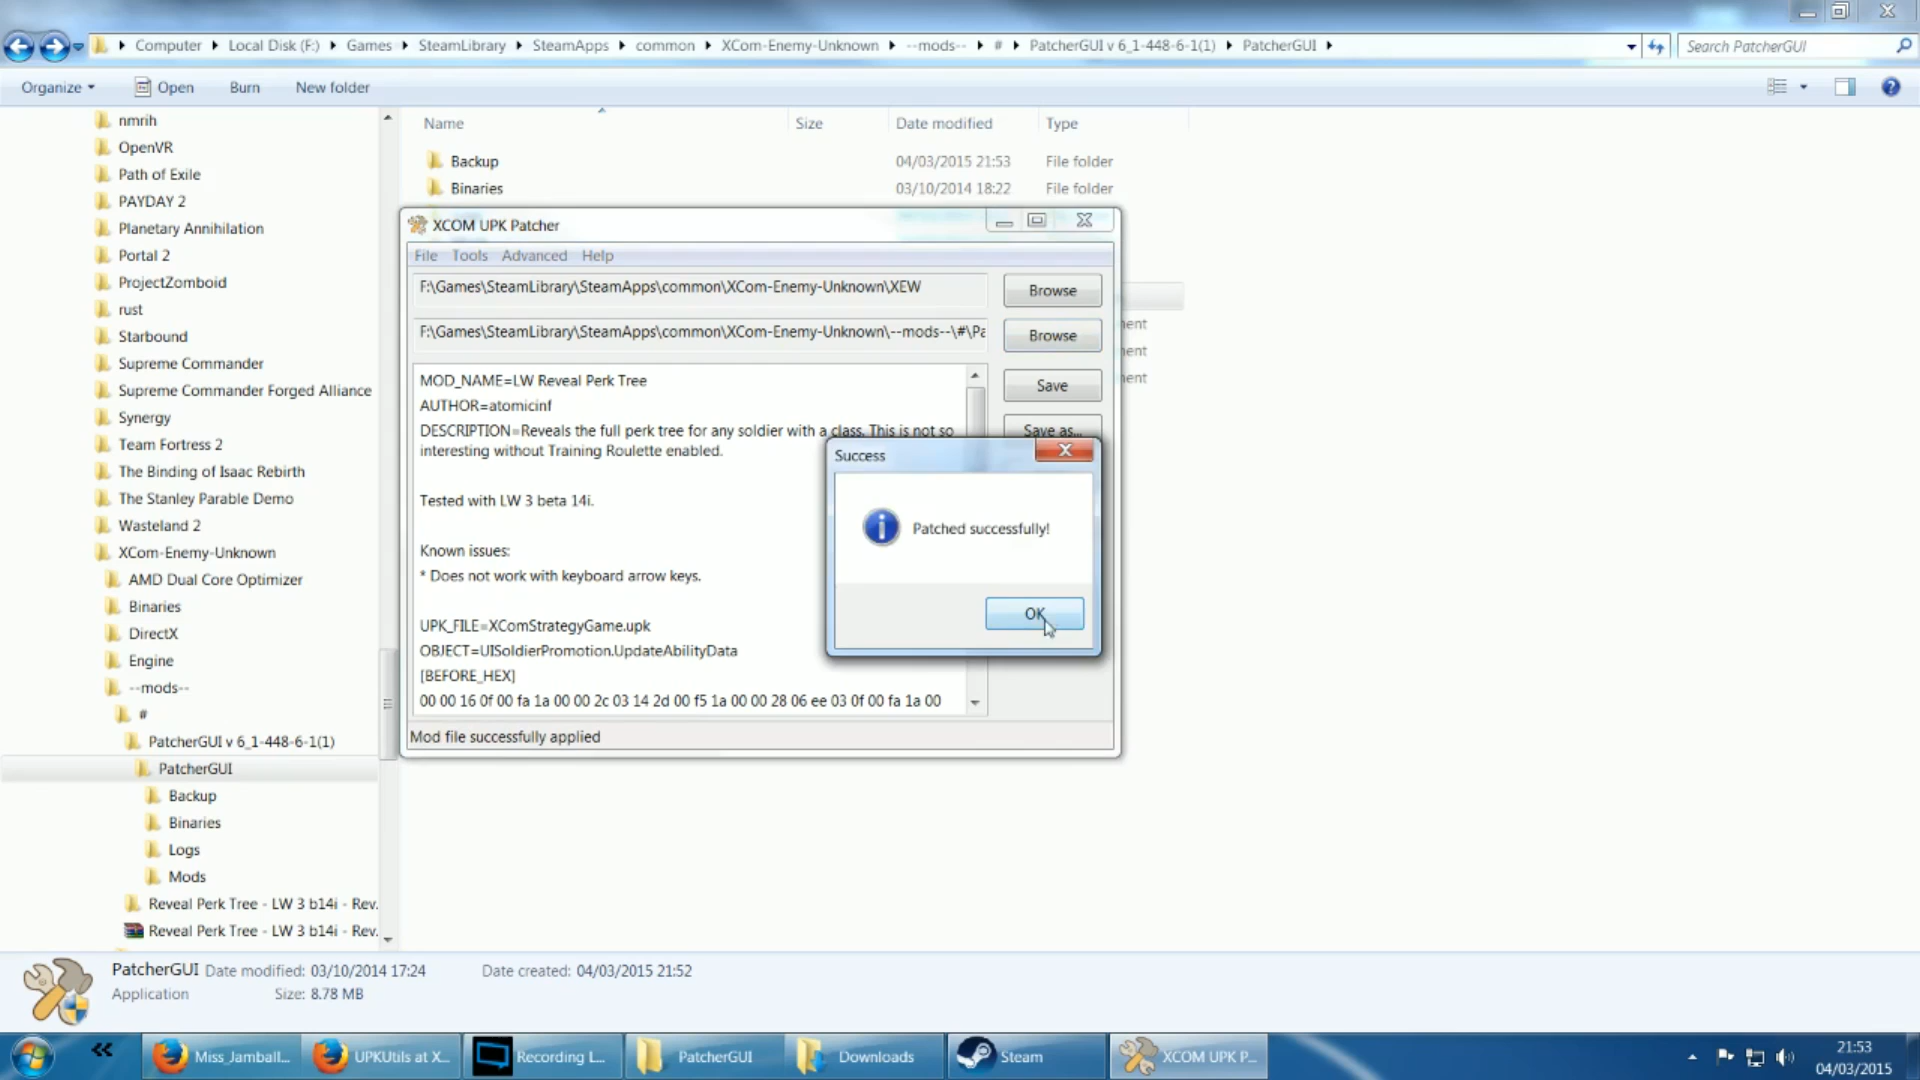 Computer
Local Disk (F:)
Games
SteamLibrary
SteamApps
common
XCom-Enemy-Unknown
--mods--
#
PatcherGUI v 6_1-448-6-1(1)
PatcherGUI
Search PatcherGUI
Organize
Open
Burn
New folder
nmrih
OpenVR
Path of Exile
PAYDAY 2
Planetary Annihilation
Portal 2
ProjectZomboid
rust
Starbound
Supreme Commander
Supreme Commander Forged Alliance
Synergy
Team Fortress 2
The Binding of Isaac Rebirth
The Stanley Parable Demo
Wasteland 2
XCom-Enemy-Unknown
AMD Dual Core Optimizer
Binaries
DirectX
Engine
--mods--
#
PatcherGUI v 6_1-448-6-1(1)
PatcherGUI
Backup
Binaries
Logs
Mods
Reveal Perk Tree - LW 3 b14i - Rev.
Reveal Perk Tree - LW 3 b14i - Rev.
Name
Size
Date modified
Type
Backup
04/03/2015 21:53
File folder
Binaries
03/10/2014 18:22
File folder
ent
ent
ent
XCOM UPK Patcher
File
Tools
Advanced
Help
F:\Games\SteamLibrary\SteamApps\common\XCom-Enemy-Unknown\XEW
Browse
F:\Games\SteamLibrary\SteamApps\common\XCom-Enemy-Unknown\--mods--\#\Pa
Browse
MOD_NAME=LW Reveal Perk Tree
AUTHOR=atomicinf
DESCRIPTION=Reveals the full perk tree for any soldier with a class. This is not so
interesting without Training Roulette enabled.
Tested with LW 3 beta 14i.
Known issues:
* Does not work with keyboard arrow keys.
UPK_FILE=XComStrategyGame.upk
OBJECT=UISoldierPromotion.UpdateAbilityData
[BEFORE_HEX]
00 00 16 0f 00 fa 1a 00 00 2c 03 14 2d 00 f5 1a 00 00 28 06 ee 03 0f 00 fa 1a 00
Save
Save as...
Mod file successfully applied
Success
Patched successfully!
OK
PatcherGUI
Date modified: 03/10/2014 17:24
Date created: 04/03/2015 21:52
Application
Size: 8.78 MB
Miss_Jamball...
UPKUtils at X...
Recording L...
PatcherGUI
Downloads
Steam
XCOM UPK P...
21:53
04/03/2015